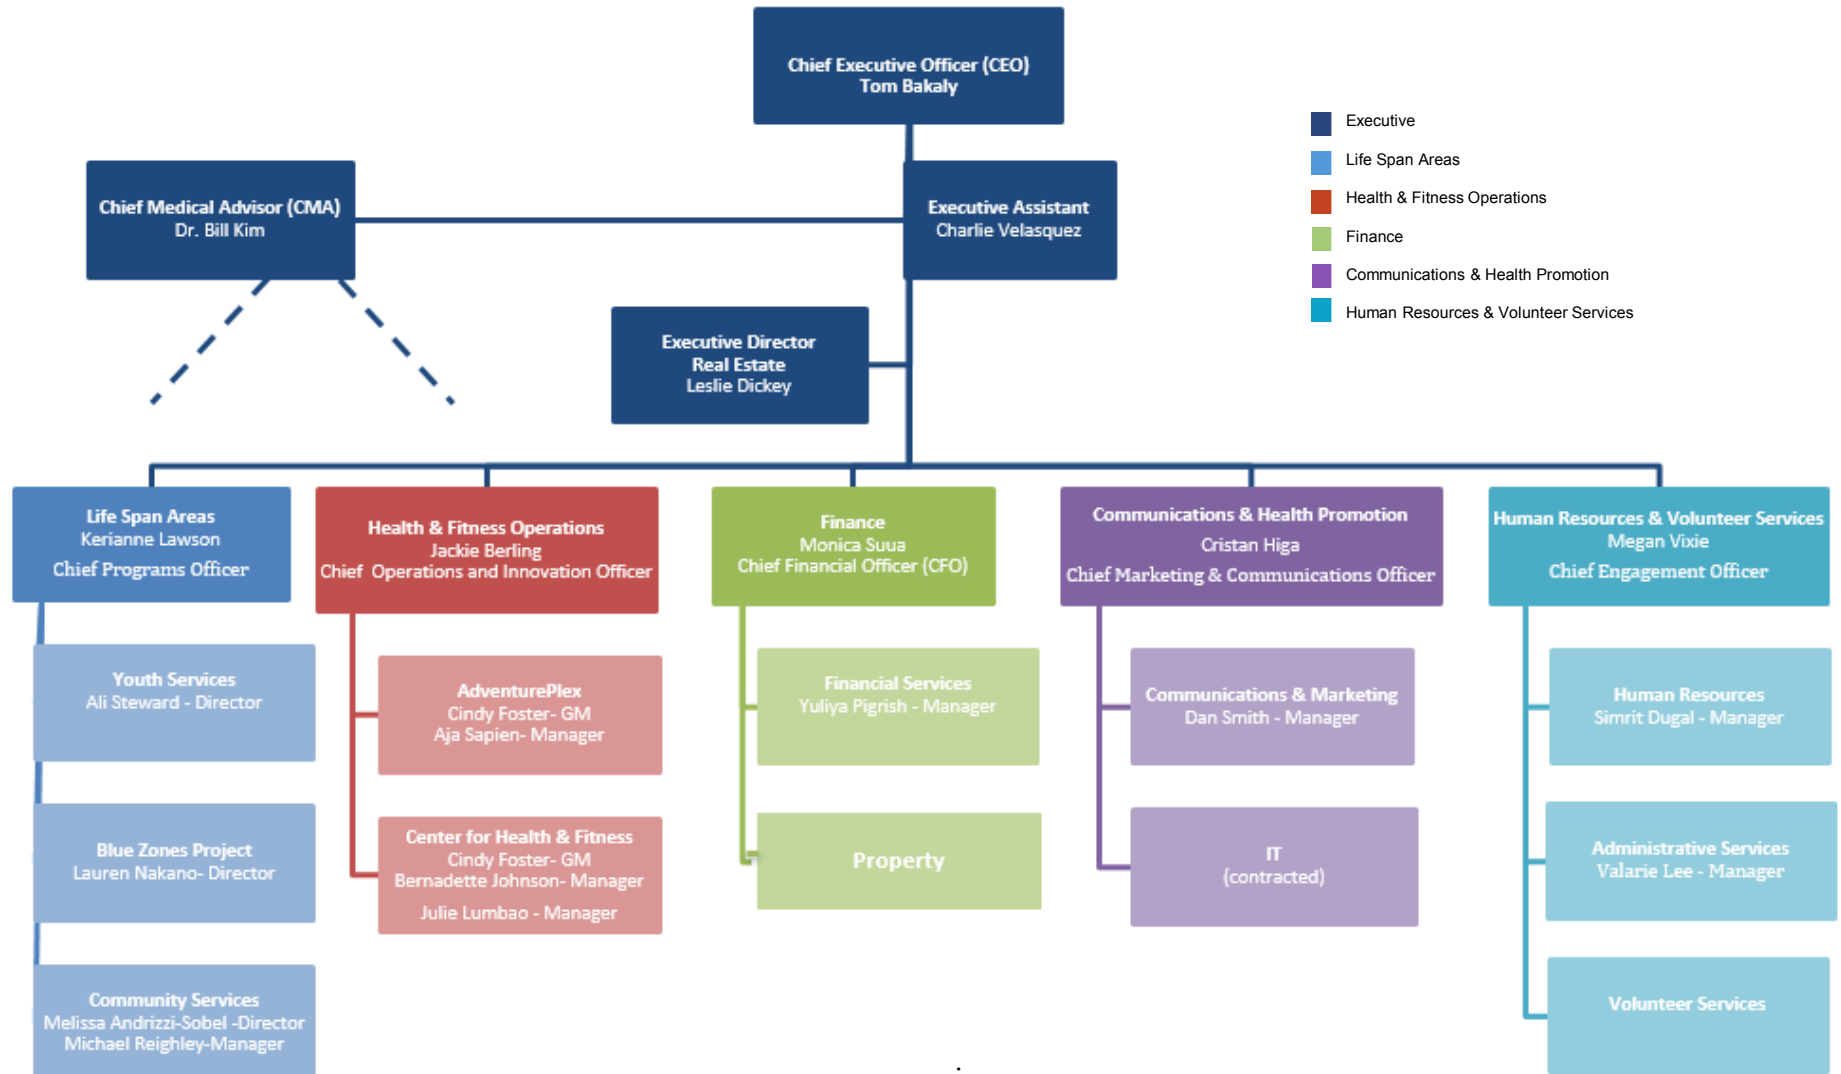 Chief Executive Officer (CEO)
Tom Bakaly
Executive
Life Span Areas
Health & Fitness Operations
Finance
Communications & Health Promotion
Human Resources & Volunteer Services
Chief Medical Advisor (CMA)
Dr. Bill Kim
Executive Assistant
Charlie Velasquez
Executive Director
Real Estate
Leslie Dickey
Life Span Areas
Kerianne Lawson
Chief Programs Officer
Health & Fitness Operations
Jackie Berling
Chief Operations and Innovation Officer
Finance
Monica Suua
Chief Financial Officer (CFO)
Communications & Health Promotion
Cristan Higa
Chief Marketing & Communications Officer
Human Resources & Volunteer Services
Megan Vixie
Chief Engagement Officer
Youth Services
Ali Steward - Director
AdventurePlex
Cindy Foster- GM
Aja Sapien- Manager
Financial Services
Yuliya Pigrish - Manager
Communications & Marketing
Dan Smith - Manager
Human Resources
Simrit Dugal - Manager
Blue Zones Project
Lauren Nakano- Director
Center for Health & Fitness
Cindy Foster- GM
Bernadette Johnson- Manager
Julie Lumbao - Manager
Property
IT
(contracted)
Administrative Services
Valarie Lee - Manager
Community Services
Melissa Andrizzi-Sobel -Director
Michael Reighley-Manager
Volunteer Services
.